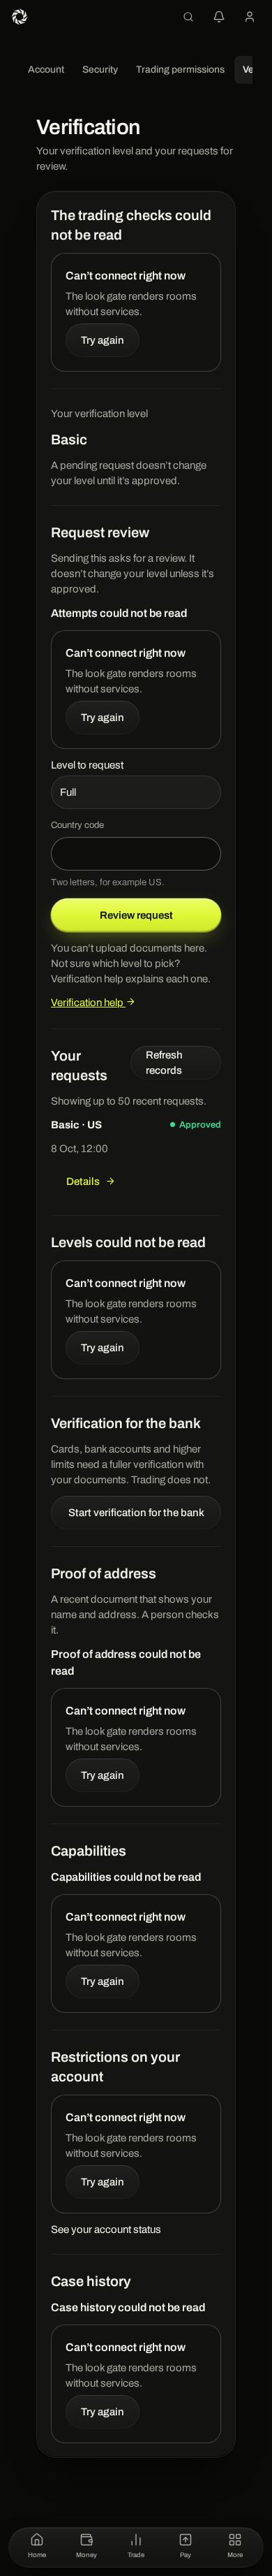 Account Security Trading permissions Ve
Verification
Your verification level and your requests for
review.
The trading checks could
not be read
Can't connect right now
The look gate renders rooms
without services.
Try again
Your verification level
Basic
A pending request doesn't change
your level until it's approved.
Request review
Sending this asks for a review. It
doesn't change your level unless it's
approved.
Attempts could not be read
Can't connect right now
The look gate renders rooms
without services.
Try again
Level to request
Full
Country code
Two letters, for example US.
Review request
You can't upload documents here.
Not sure which level to pick?
Verification help explains each one.
Verification help →
Your
requests
Refresh
records
Showing up to 50 recent requests.
Basic · US
Approved
8 Oct, 12:00
Details →
Levels could not be read
Can't connect right now
The look gate renders rooms
without services.
Try again
Verification for the bank
Cards, bank accounts and higher
limits need a fuller verification with
your documents. Trading does not.
Start verification for the bank
Proof of address
A recent document that shows your
name and address. A person checks
it.
Proof of address could not be
read
Can't connect right now
The look gate renders rooms
without services.
Try again
Capabilities
Capabilities could not be read
Can't connect right now
The look gate renders rooms
without services.
Try again
Restrictions on your
account
Can't connect right now
The look gate renders rooms
without services.
Try again
See your account status
Case history
Case history could not be read
Can't connect right now
The look gate renders rooms
without services.
Try again
Home Money Trade Pay More